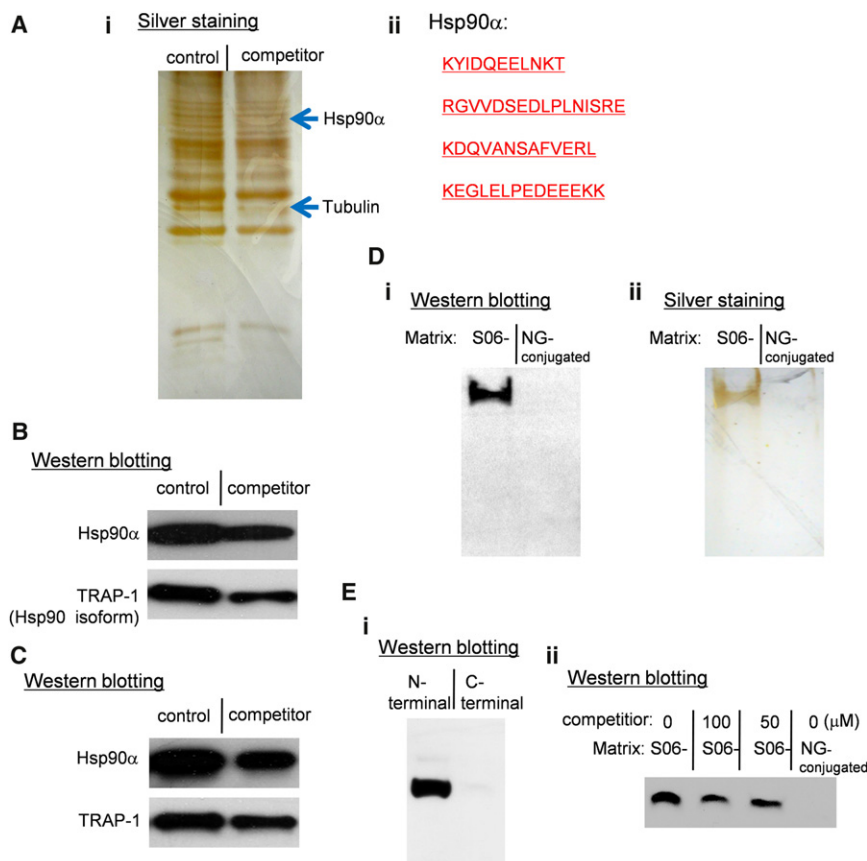 A
i
Silver staining
control
competitor
Hsp90α
Tubulin
ii
Hsp90α:
KYIDQEELNKT
RGVVDSEDLPLNISRE
KDQVANSAFVERL
KEGLELPEDEEEKK
B
Western blotting
control
competitor
Hsp90α
TRAP-1
(Hsp90 isoform)
C
Western blotting
control
competitor
Hsp90α
TRAP-1
D
i
Western blotting
Matrix: S06- NG-
conjugated
ii
Silver staining
Matrix: S06- NG-
conjugated
E
i
Western blotting
N- C-
terminal terminal
ii
Western blotting
competitior: 0 100 50 0 (μM)
Matrix: S06- S06- S06- NG-
conjugated